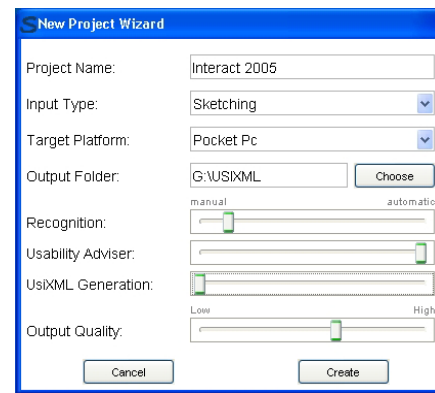 New Project Wizard
Project Name: Interact 2005
Input Type: Sketching
Target Platform: Pocket Pc
Output Folder: G:\USIXML Choose
manual automatic
Recognition:
Usability Adviser:
UsiXML Generation:
Low High
Output Quality:
Cancel Create